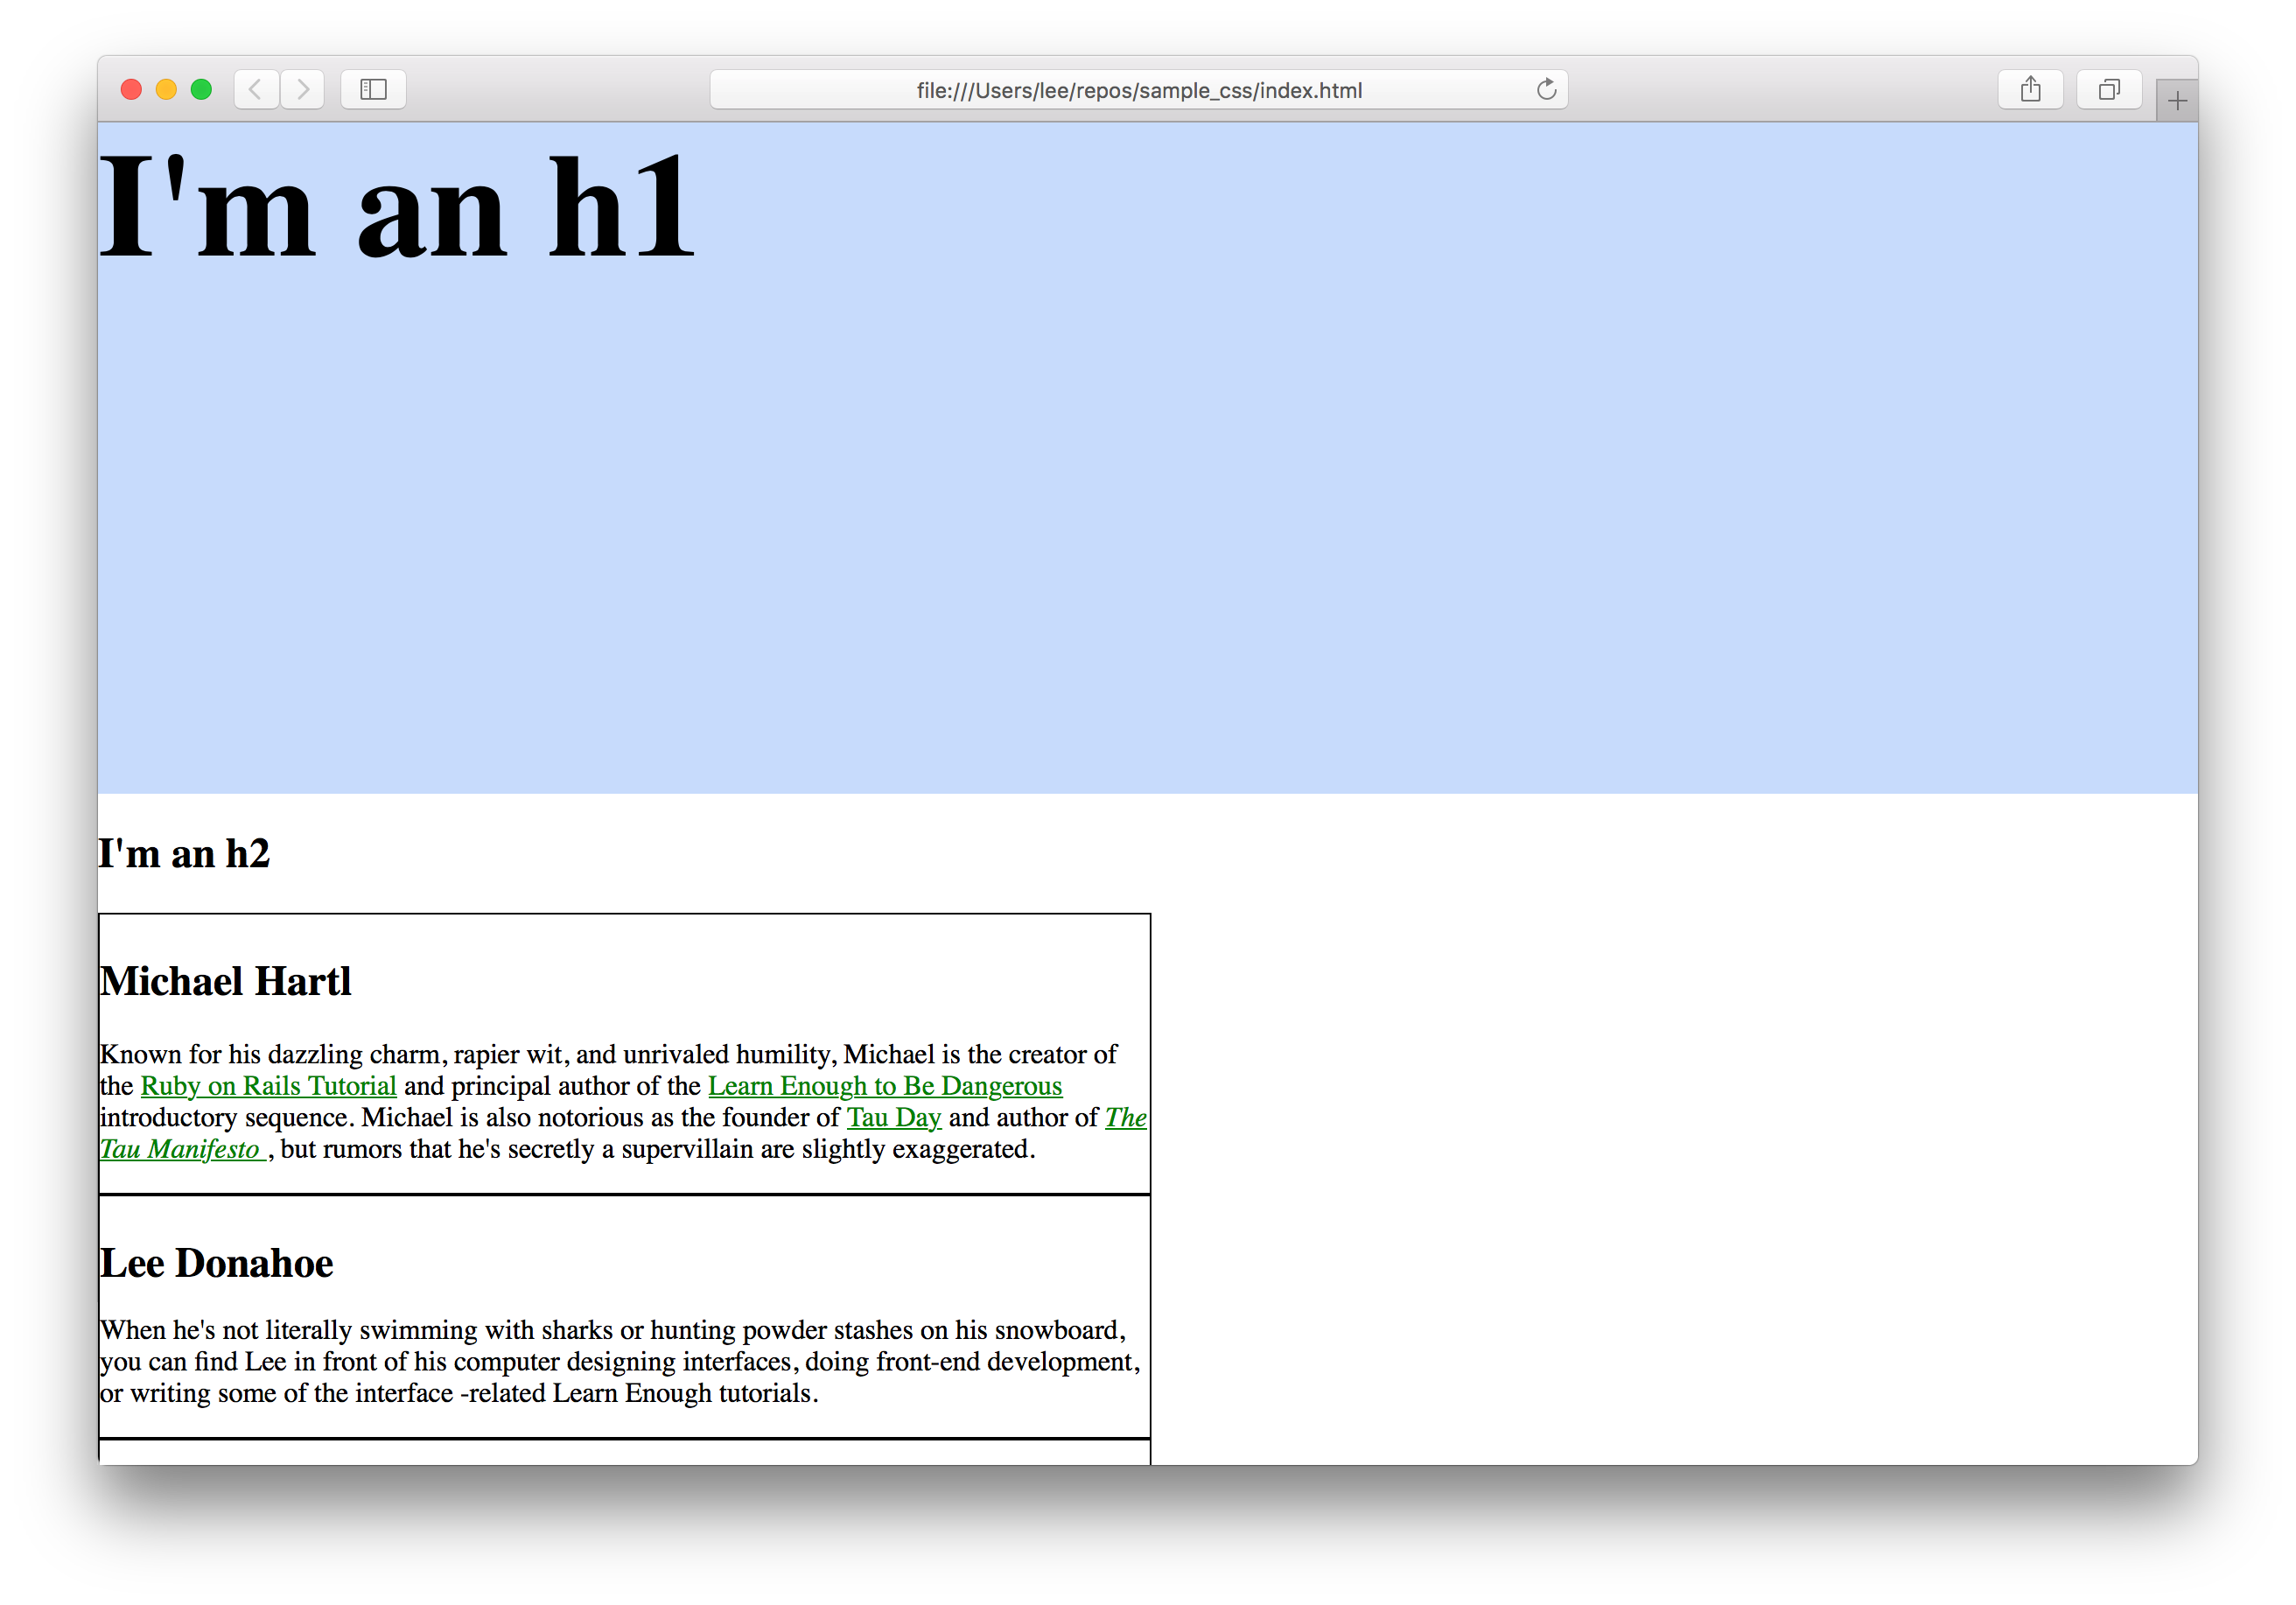 file:///Users/lee/repos/sample_css/index.html
I'm an h1
I'm an h2
Michael Hartl
Known for his dazzling charm, rapier wit, and unrivaled humility, Michael is the creator of
the Ruby on Rails Tutorial and principal author of the Learn Enough to Be Dangerous
introductory sequence. Michael is also notorious as the founder of Tau Day and author of The
Tau Manifesto , but rumors that he's secretly a supervillain are slightly exaggerated.
Lee Donahoe
When he's not literally swimming with sharks or hunting powder stashes on his snowboard,
you can find Lee in front of his computer designing interfaces, doing front-end development,
or writing some of the interface -related Learn Enough tutorials.